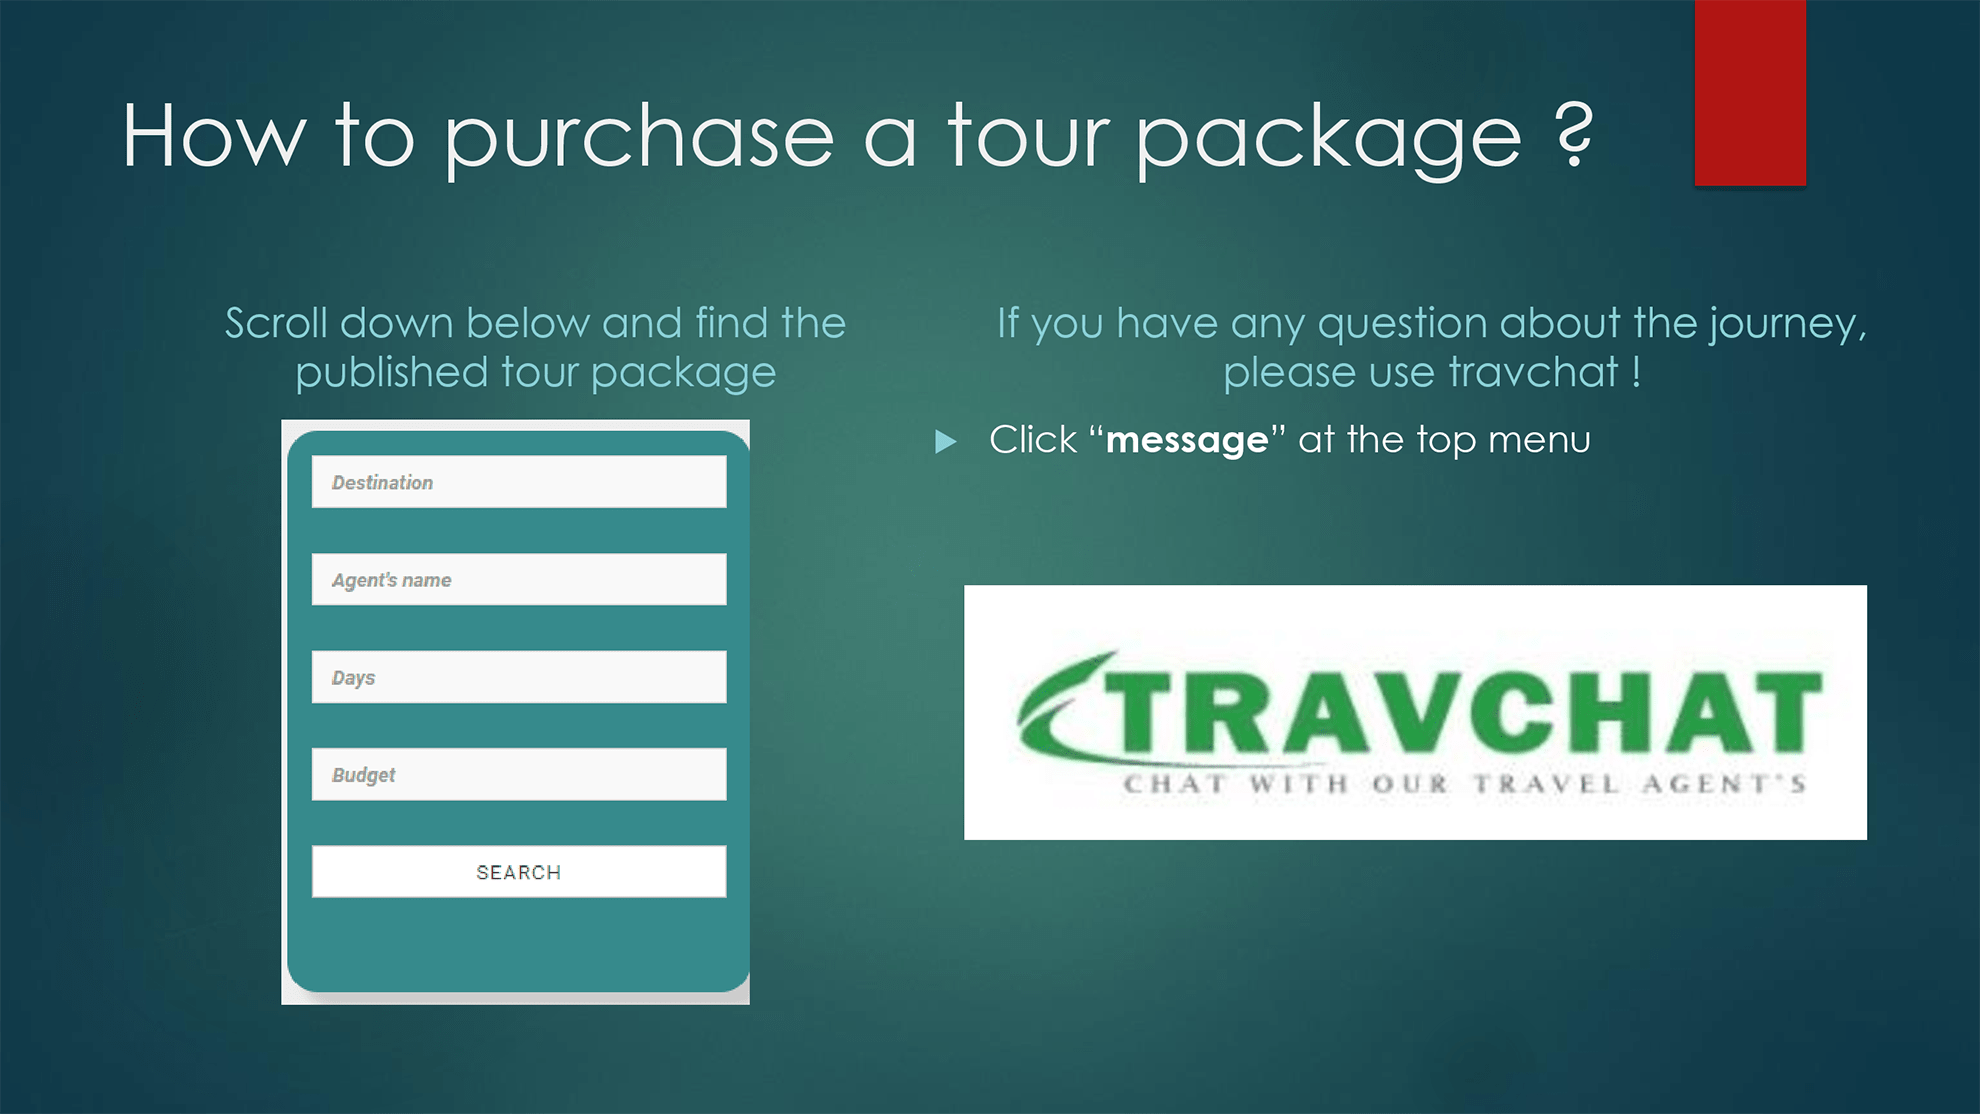 How to purchase a tour package ?
Scroll down below and find the
published tour package
Destination
Agent's name
Days
Budget
SEARCH
If you have any question about the journey,
please use travchat !
Click “message” at the top menu
TRAVCHAT
CHAT WITH OUR TRAVEL AGENT'S